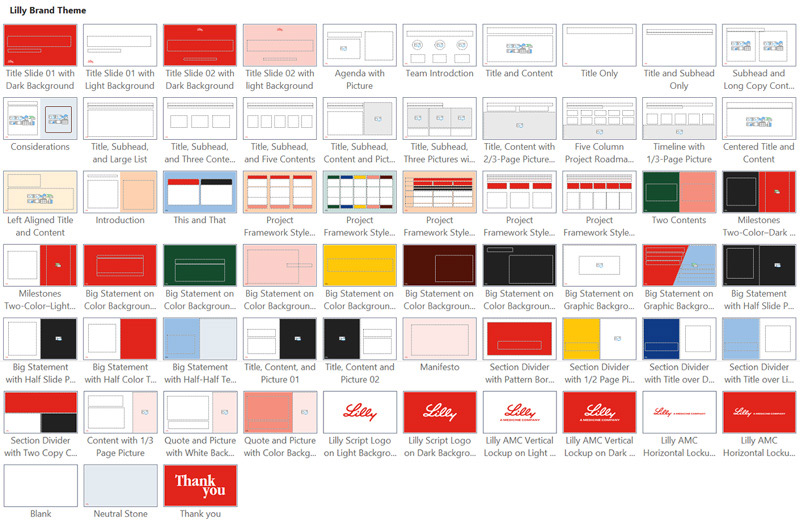 Lilly Brand Theme
Title Slide 01 with Dark Background
Title Slide 01 with Light Background
Title Slide 02 with Dark Background
Title Slide 02 with light Background
Agenda with Picture
Team Introdction
Title and Content
Title Only
Title and Subhead Only
Subhead and Long Copy Cont...
Considerations
Title, Subhead, and Large List
Title, Subhead, and Three Conte...
Title, Subhead, and Five Contents
Title, Subhead, Content and Pict...
Title, Subhead, Three Pictures wi...
Title, Content with 2/3-Page Picture...
Five Column Project Roadma...
Timeline with 1/3-Page Picture
Centered Title and Content
Left Aligned Title and Content
Introduction
This and That
Project Framework Style...
Project Framework Style...
Project Framework Style...
Project Framework Style...
Project Framework Style...
Two Contents
Milestones Two-Color–Dark ...
Milestones Two-Color–Light...
Big Statement on Color Backgroun...
Big Statement on Color Backgroun...
Big Statement on Color Backgroun...
Big Statement on Color Backgroun...
Big Statement on Color Backgroun...
Big Statement on Color Backgroun...
Big Statement on Graphic Backgro...
Big Statement on Graphic Backgro...
Big Statement with Half Slide P...
Big Statement with Half Slide P...
Big Statement with Half Color T...
Big Statement with Half-Half Te...
Title, Content, and Picture 01
Title, Content and Picture 02
Manifesto
Section Divider with Pattern Bor...
Section Divider with 1/2 Page Pi...
Section Divider with Title over D...
Section Divider with Title over Li...
Lilly
Lilly
Lilly
A MEDICINE COMPANY
Lilly
A MEDICINE COMPANY
Lilly A MEDICINE COMPANY
Lilly A MEDICINE COMPANY
Section Divider with Two Copy C...
Content with 1/3 Page Picture
Quote and Picture with White Back...
Quote and Picture with Color Backg...
Lilly Script Logo on Light Backgro...
Lilly Script Logo on Dark Backgro...
Lilly AMC Vertical Lockup on Light ...
Lilly AMC Vertical Lockup on Dark ...
Lilly AMC Horizontal Locku...
Lilly AMC Horizontal Locku...
Thank
you
Blank
Neutral Stone
Thank you